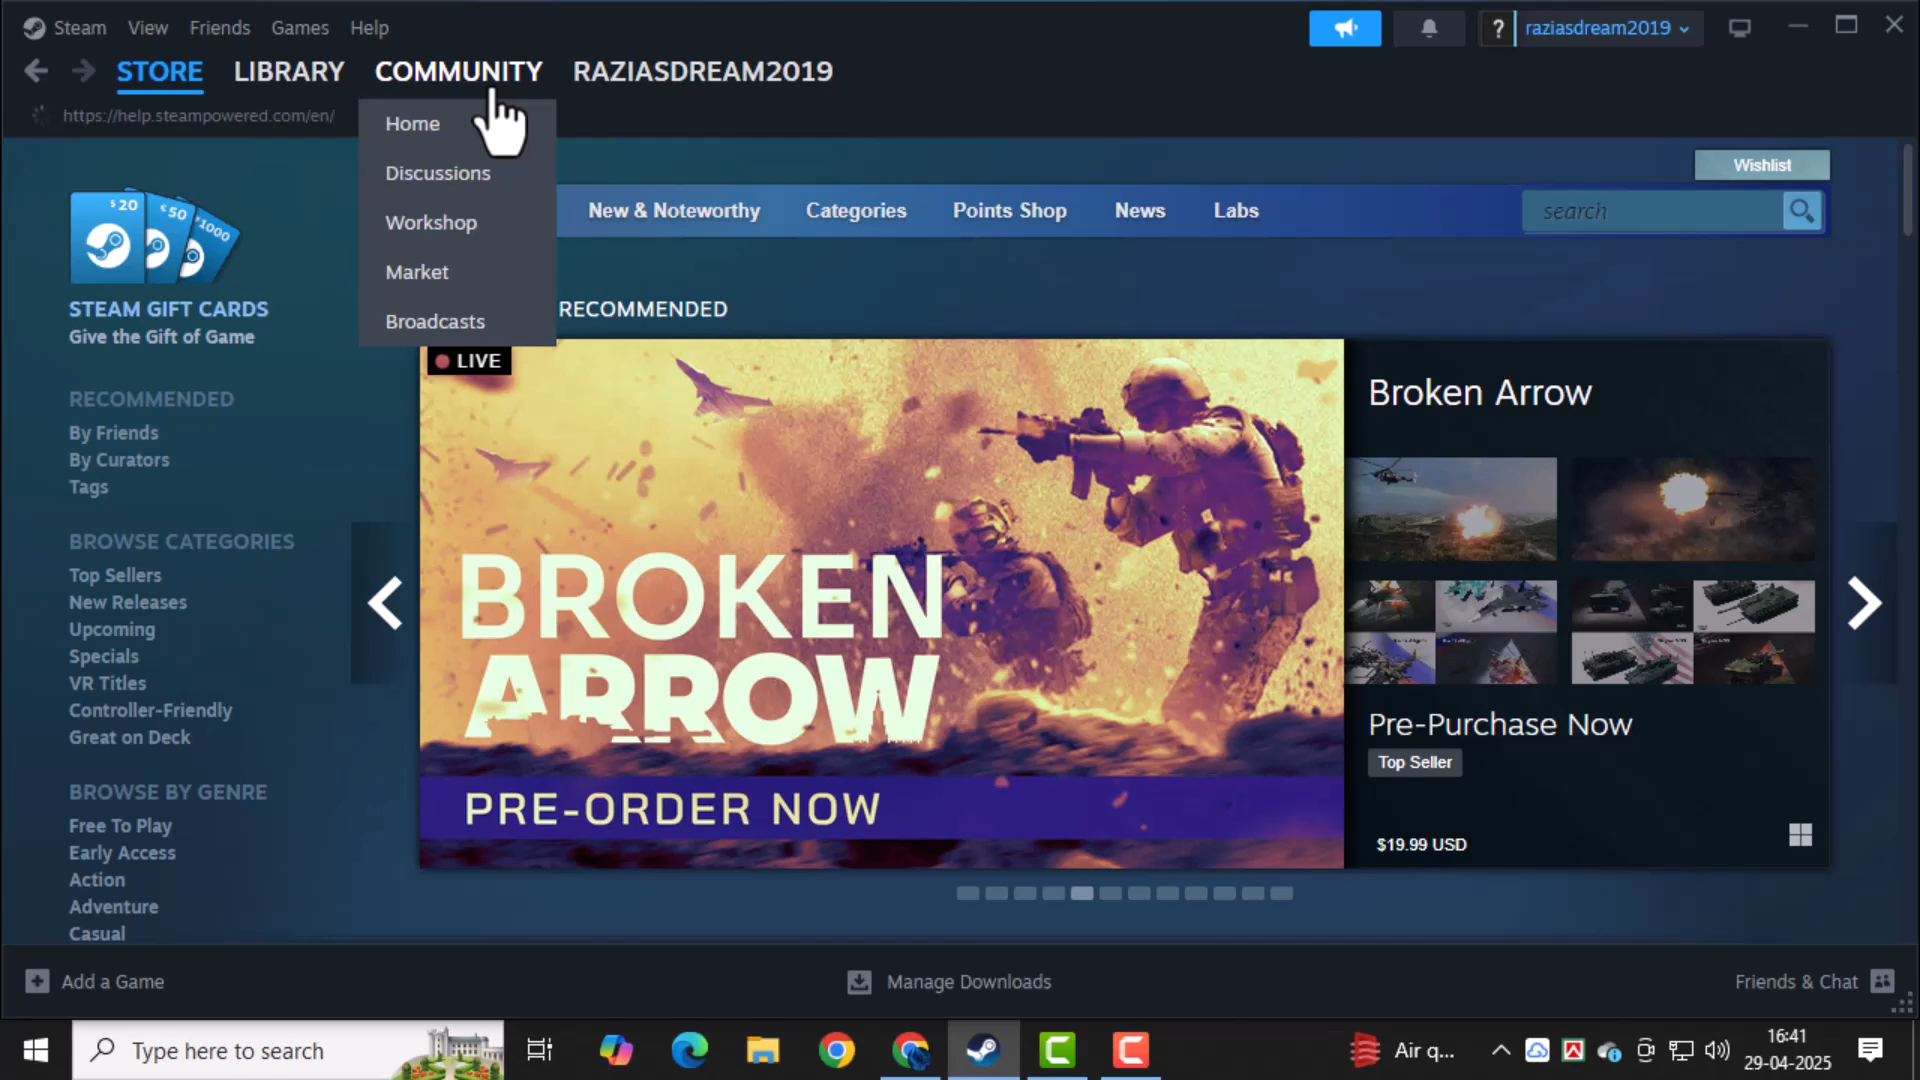 Steam View Friends Games Help
? raziasdream2019
STORE LIBRARY COMMUNITY RAZIASDREAM2019
https://help.steampowered.com/en/
Home
Discussions
Workshop
Market
Broadcasts
Wishlist
New & Noteworthy Categories Points Shop News Labs
search
$20 €50 ¥1000
STEAM GIFT CARDS
Give the Gift of Game
RECOMMENDED
By Friends
By Curators
Tags
BROWSE CATEGORIES
Top Sellers
New Releases
Upcoming
Specials
VR Titles
Controller-Friendly
Great on Deck
BROWSE BY GENRE
Free To Play
Early Access
Action
Adventure
Casual
RECOMMENDED
LIVE
BROKEN
ARROW
PRE-ORDER NOW
Broken Arrow
Pre-Purchase Now
Top Seller
$19.99 USD
Add a Game
Manage Downloads
Friends & Chat
Type here to search
Air q...
16:41
29-04-2025